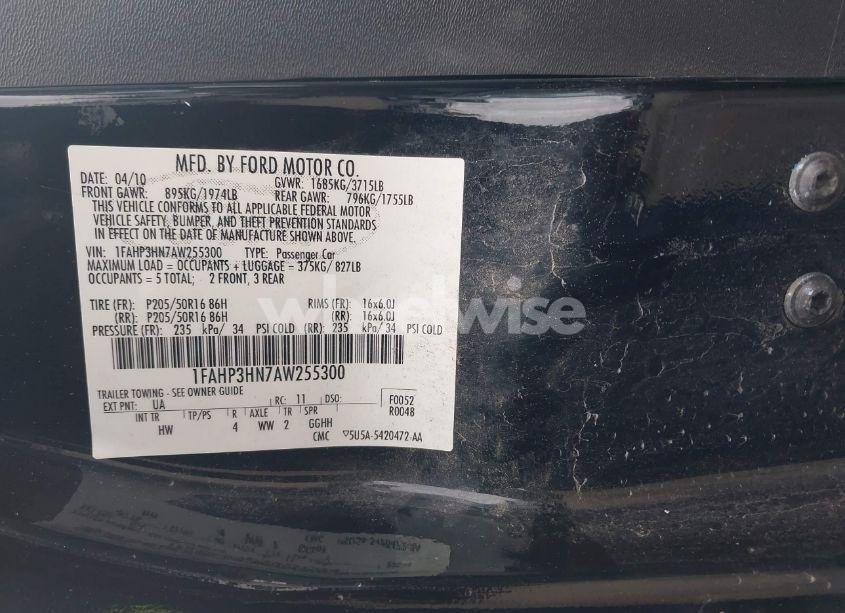 MFD. BY FORD MOTOR CO.
DATE: 04/10 GVWR: 1685KG/3715LB
FRONT GAWR: 895KG/1974LB REAR GAWR: 796KG/1755LB
THIS VEHICLE CONFORMS TO ALL APPLICABLE FEDERAL MOTOR
VEHICLE SAFETY, BUMPER, AND THEFT PREVENTION STANDARDS
IN EFFECT ON THE DATE OF MANUFACTURE SHOWN ABOVE.
VIN: 1FAHP3HN7AW255300 TYPE: Passenger Car
MAXIMUM LOAD = OCCUPANTS + LUGGAGE = 375KG/ 827LB
OCCUPANTS = 5 TOTAL; 2 FRONT, 3 REAR
TIRE (FR): P205/50R16 86H RIMS (FR): 16x6.0J
(RR): P205/50R16 86H (RR): 16x6.0J
PRESSURE (FR): 235 kPa/ 34 PSI COLD (RR): 235 kPa/ 34 PSI COLD
wheelwise
1FAHP3HN7AW255300
TRAILER TOWING - SEE OWNER GUIDE
EXT PNT: UA RC: 11 DSO: F0052
R0048
INT TR TP/PS R AXLE TR SPR
HW 4 WW 2 GGHH
CMC ▽5U5A-5420472-AA